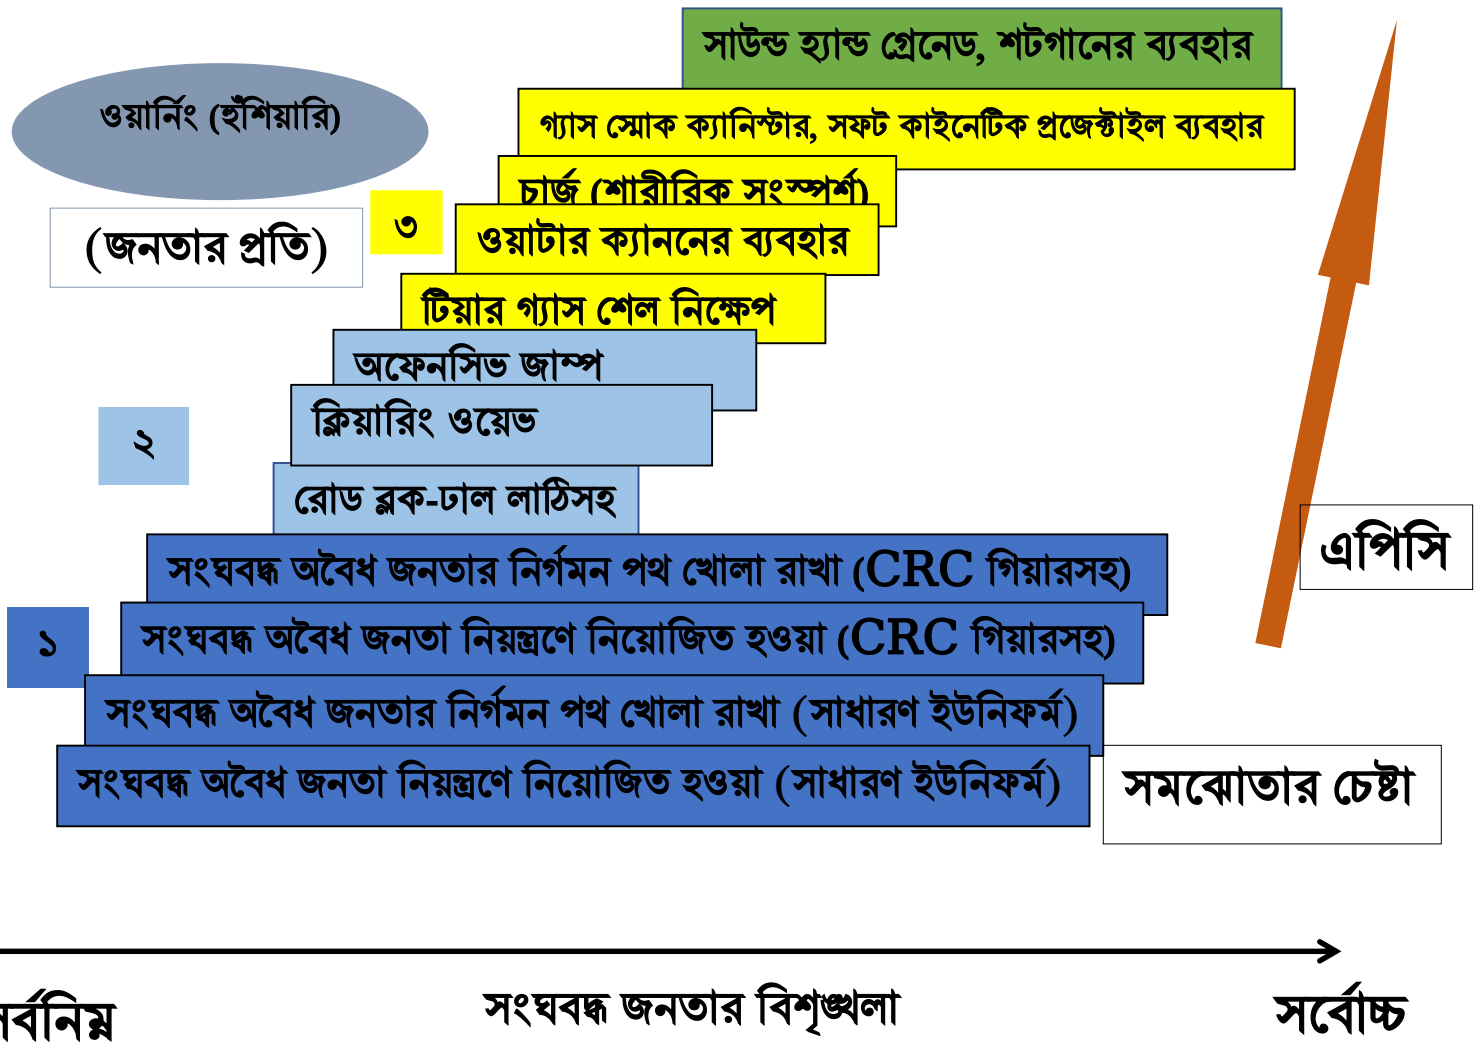 সাউন্ড হ্যান্ড গ্রেনেড, শটগানের ব্যবহার
ওয়ার্নিং (হুঁশিয়ারি)
গ্যাস স্মোক ক্যানিস্টার, সফট কাইনেটিক প্রজেক্টাইল ব্যবহার
চার্জ (শারীরিক সংস্পর্শ)
(জনতার প্রতি)
৩
ওয়াটার ক্যাননের ব্যবহার
টিয়ার গ্যাস শেল নিক্ষেপ
অফেনসিভ জাম্প
ক্লিয়ারিং ওয়েভ
২
রোড ব্লক-ঢাল লাঠিসহ
এপিসি
সংঘবদ্ধ অবৈধ জনতার নির্গমন পথ খোলা রাখা (CRC গিয়ারসহ)
১
সংঘবদ্ধ অবৈধ জনতা নিয়ন্ত্রণে নিয়োজিত হওয়া (CRC গিয়ারসহ)
সংঘবদ্ধ অবৈধ জনতার নির্গমন পথ খোলা রাখা (সাধারণ ইউনিফর্ম)
সংঘবদ্ধ অবৈধ জনতা নিয়ন্ত্রণে নিয়োজিত হওয়া (সাধারণ ইউনিফর্ম)
সমঝোতার চেষ্টা
সর্বনিম্ন
সংঘবদ্ধ জনতার বিশৃঙ্খলা
সর্বোচ্চ